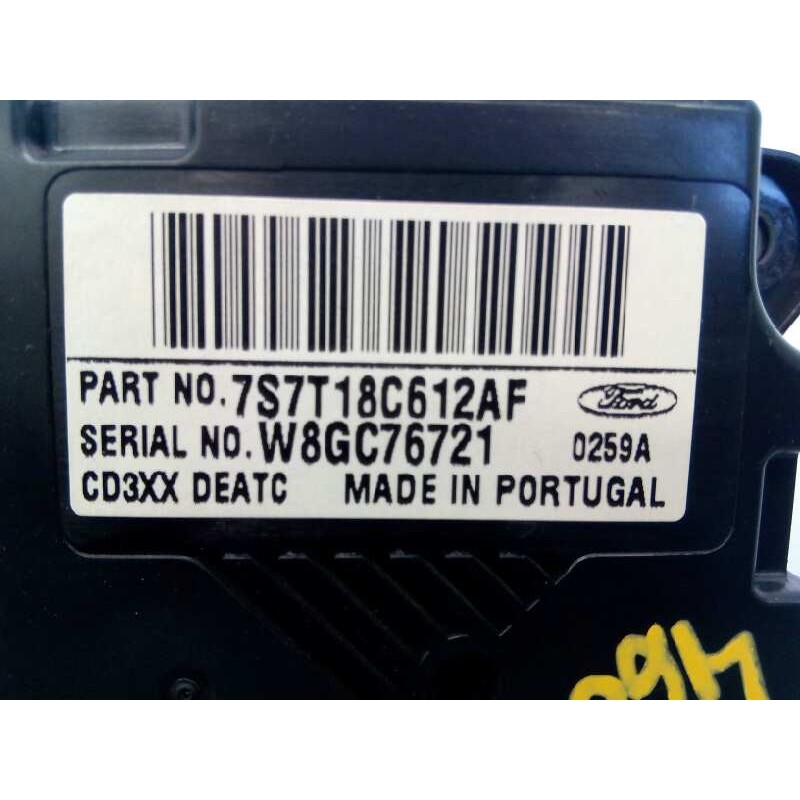 PART NO. 7S7T18C612AF
Ford
SERIAL NO. W8GC76721 0259A
CD3XX DEATC MADE IN PORTUGAL